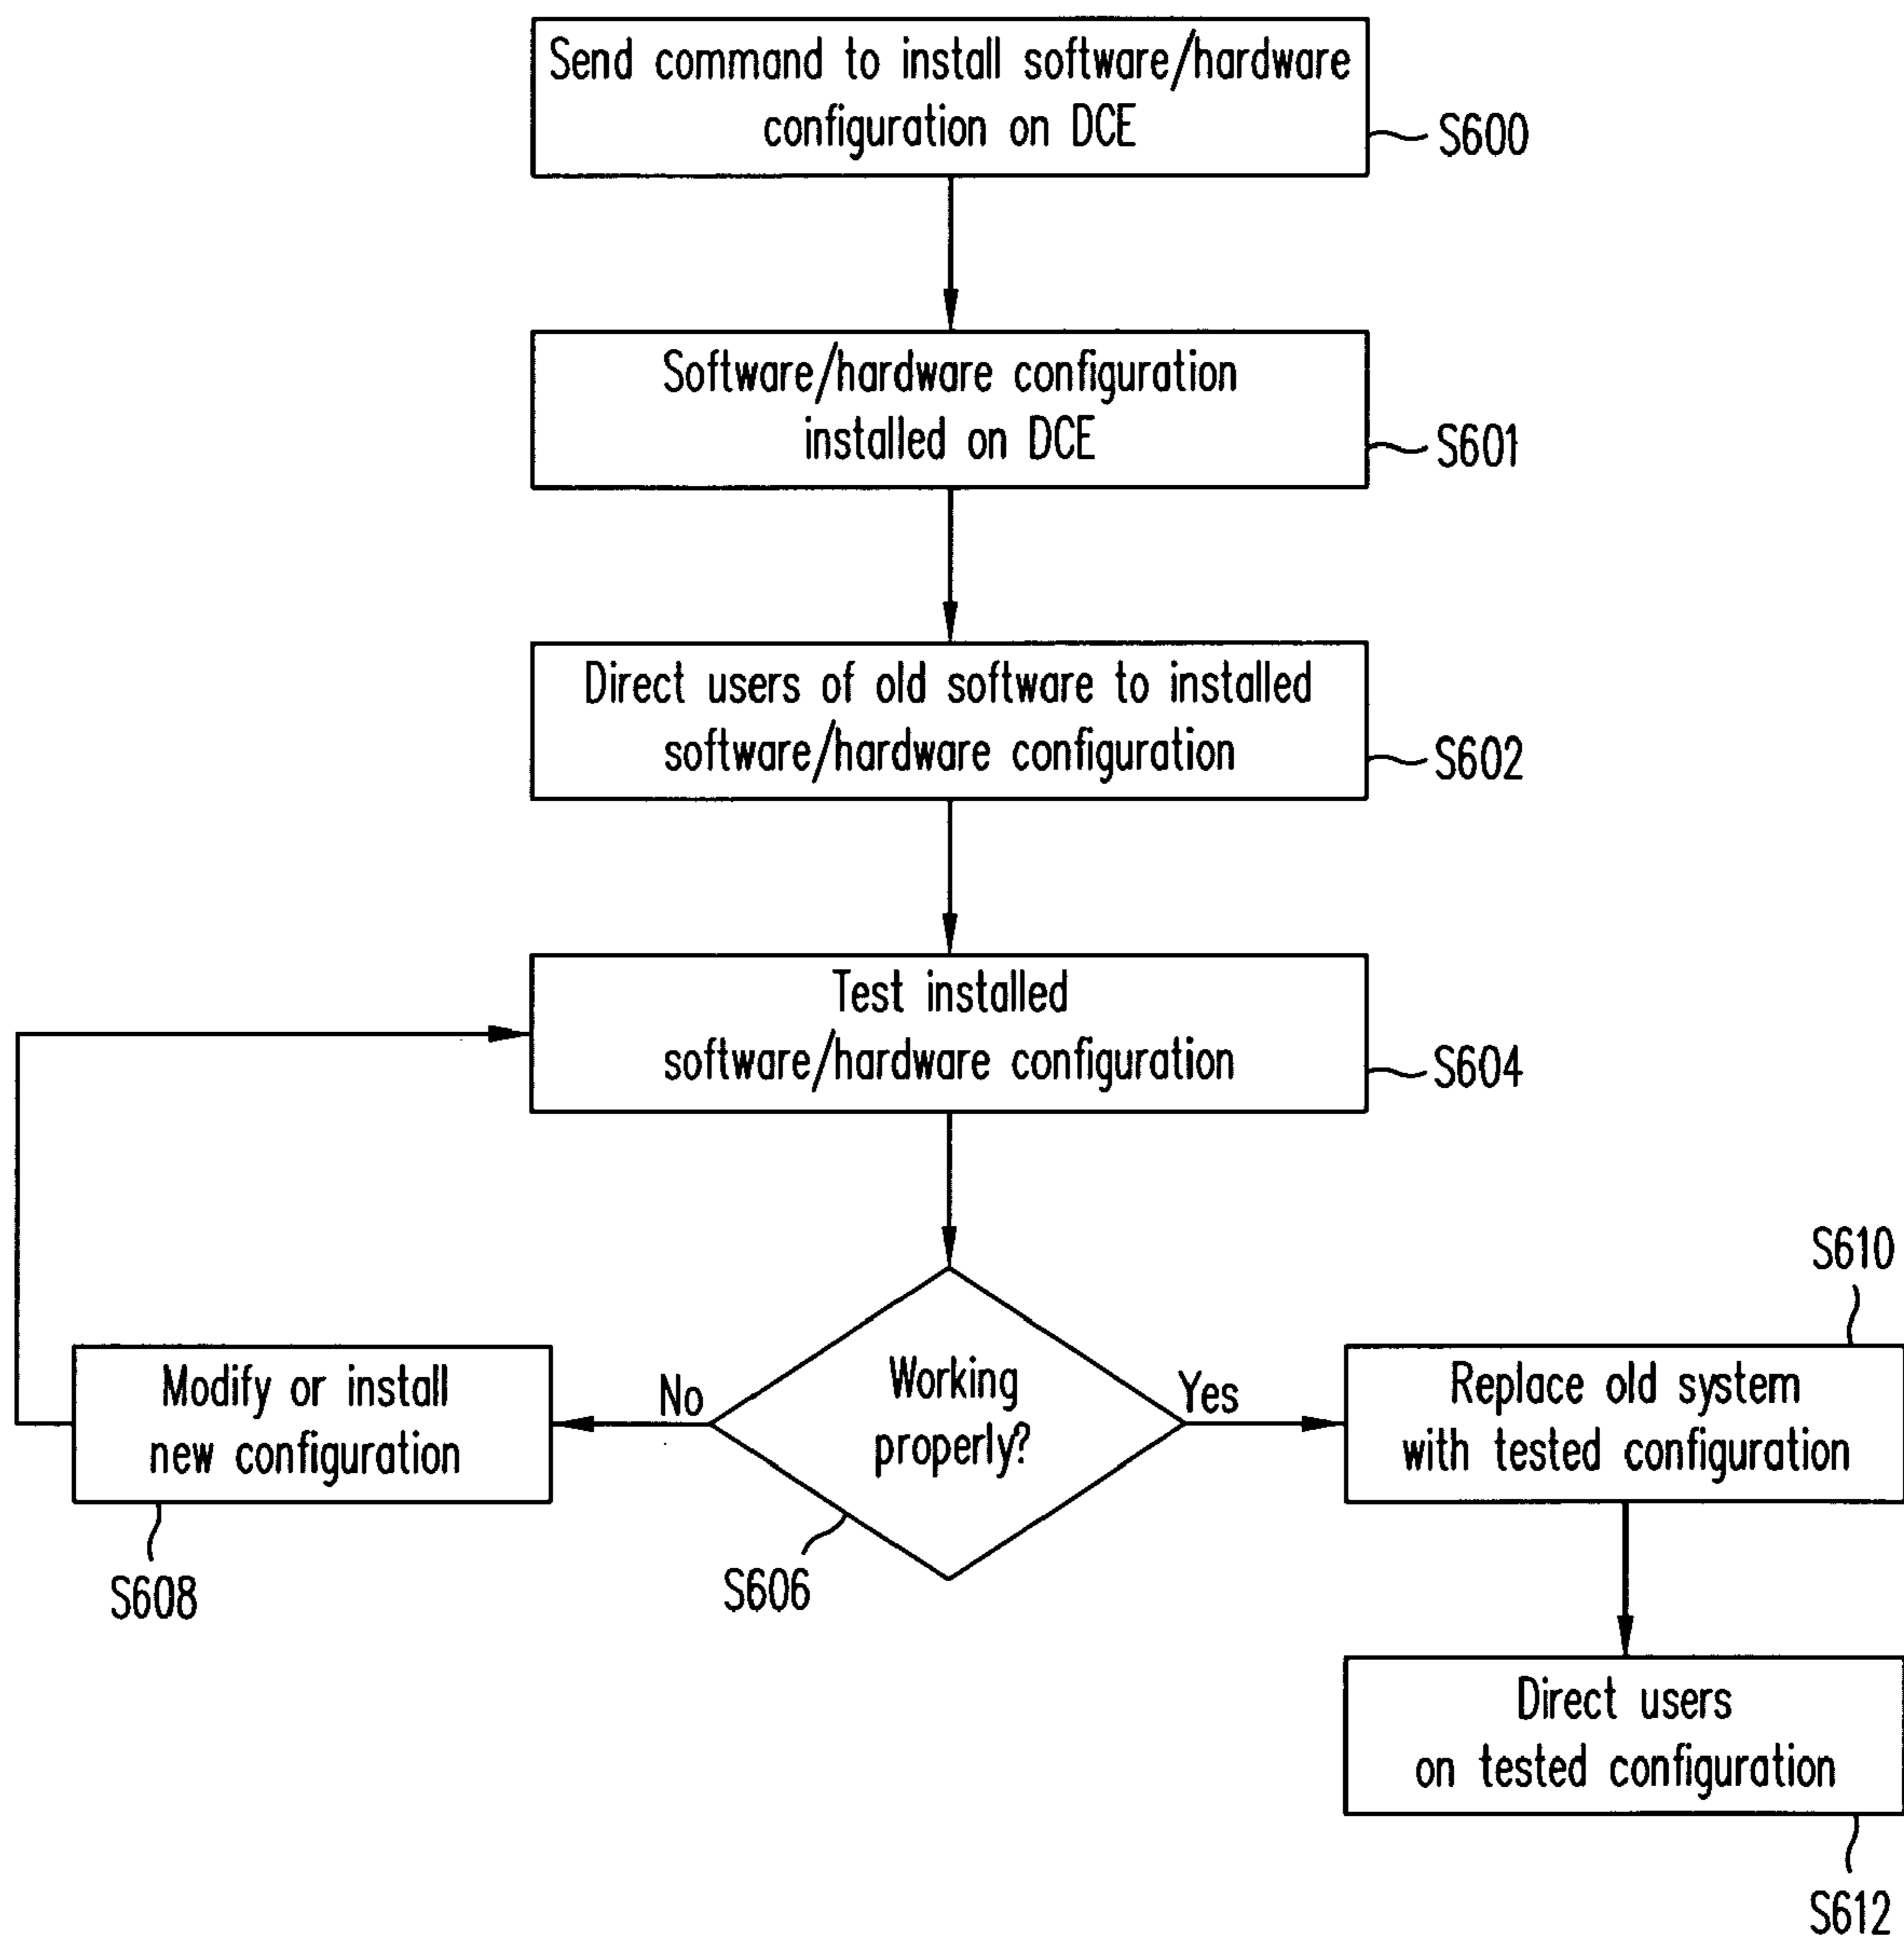 Send command to install software/hardware
configuration on DCE
S600
Software/hardware configuration
installed on DCE
S601
Direct users of old software to installed
software/hardware configuration
S602
Test installed
software/hardware configuration
S604
Working
properly?
S606
No
Yes
Modify or install
new configuration
S608
S610
Replace old system
with tested configuration
Direct users
on tested configuration
S612